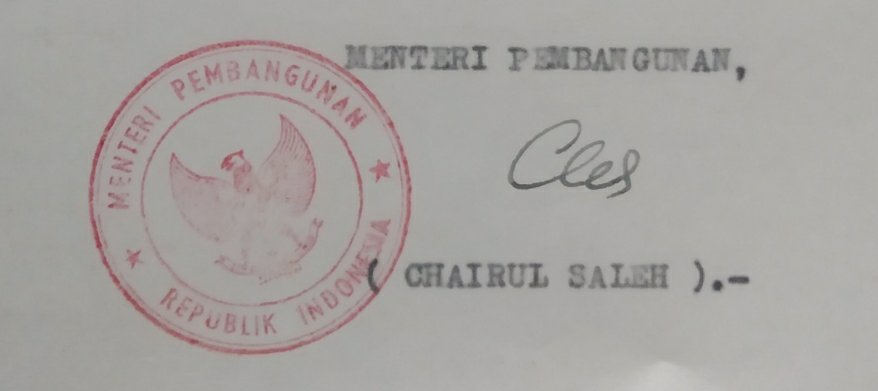 MENTERI PEMBANGUNAN,
MENTERI PEMBANGUNAN
REPUBLIK INDONESIA
( CHAIRUL SALEH ).-